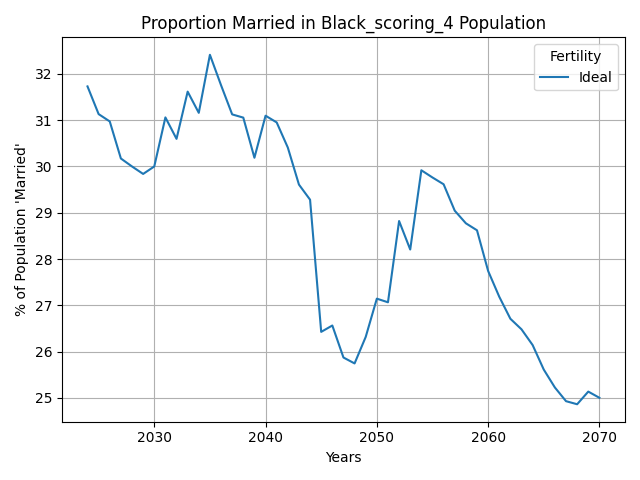 Proportion Married in Black_scoring_4 Population
Fertility
Ideal
% of Population 'Married'
32
31
30
29
28
27
26
25
2030 2040 2050 2060 2070
Years